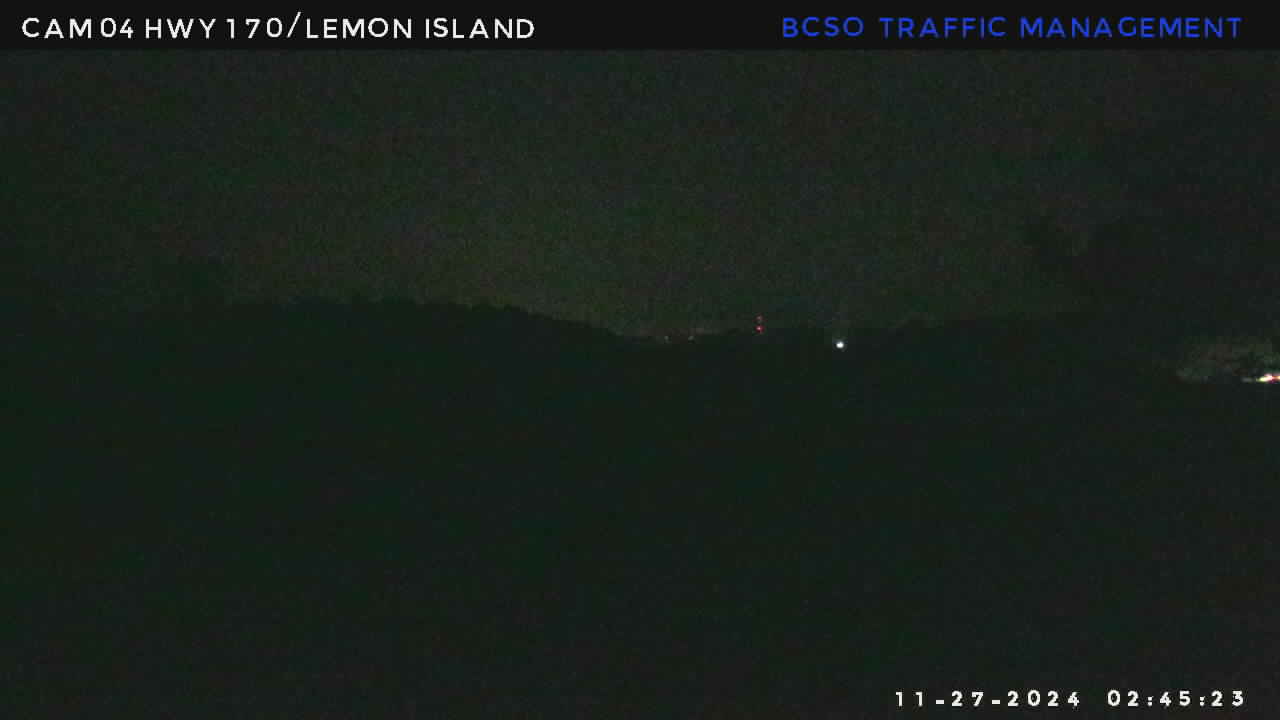 CAM04 HWY 170/LEMON ISLAND
BCSO TRAFFIC MANAGEMENT
11-27-2024 02:45:23